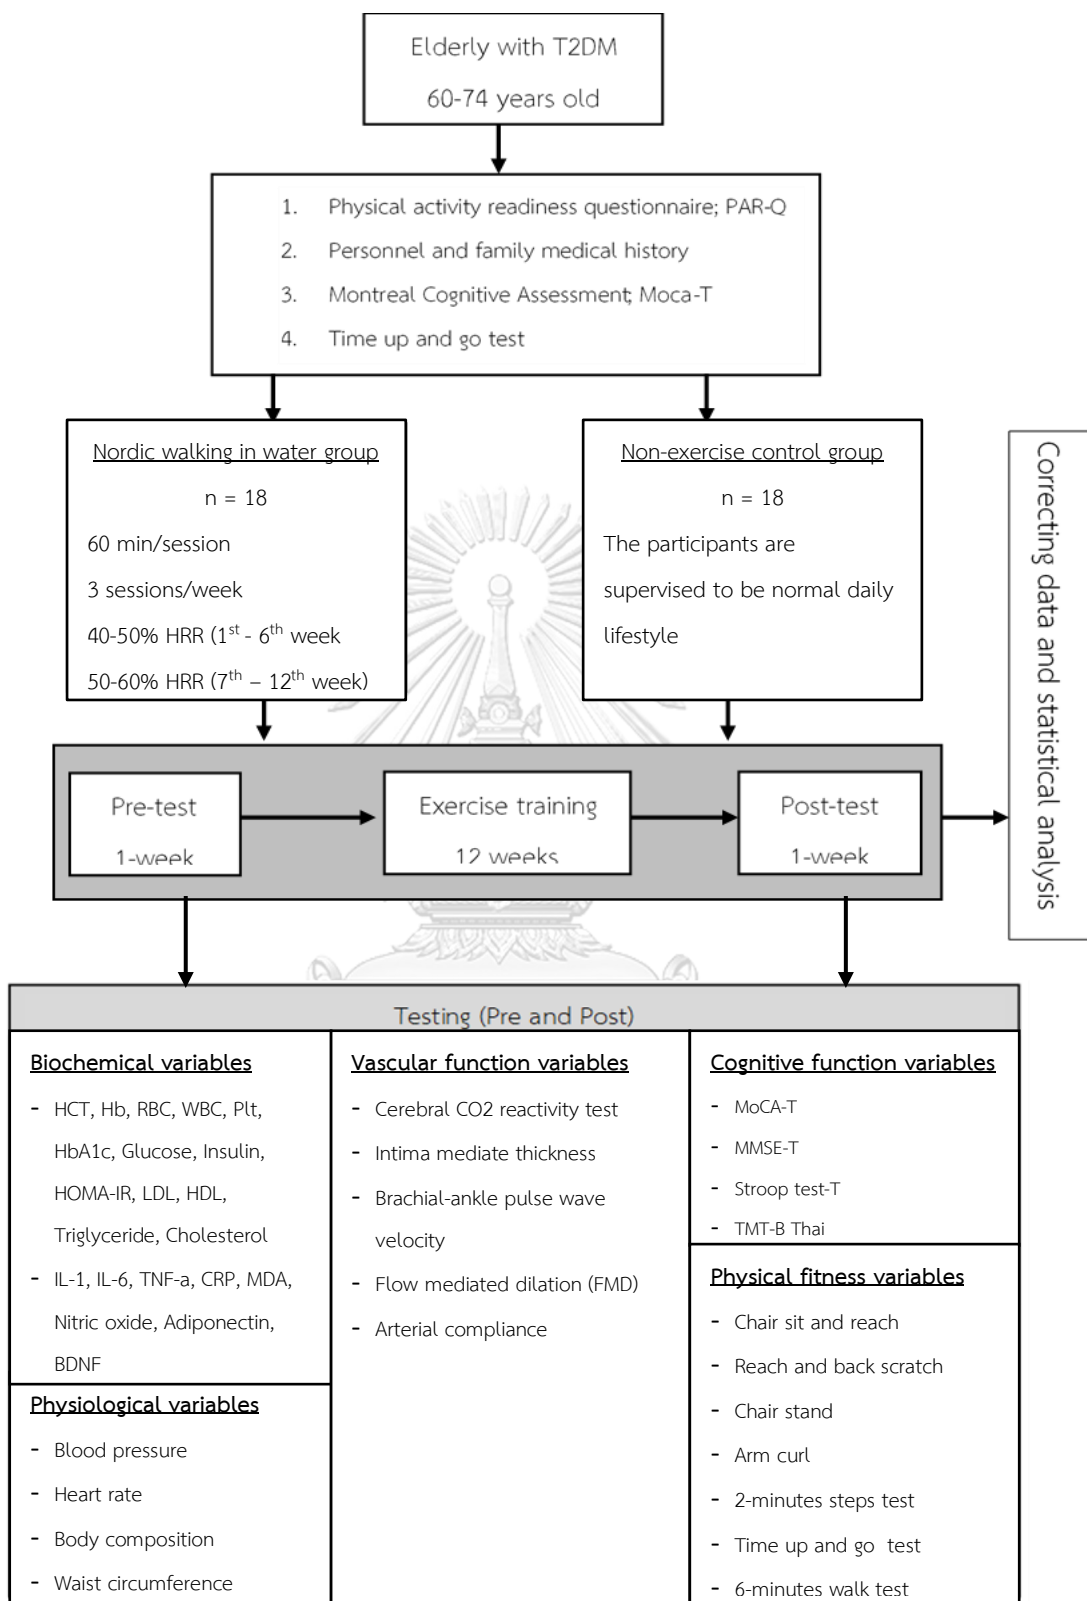 Elderly with T2DM
60-74 years old
1. Physical activity readiness questionnaire; PAR-Q
2. Personnel and family medical history
3. Montreal Cognitive Assessment; Moca-T
4. Time up and go test
Nordic walking in water group
n = 18
60 min/session
3 sessions/week
40-50% HRR (1st - 6th week
50-60% HRR (7th – 12th week)
Non-exercise control group
n = 18
The participants are
supervised to be normal daily
lifestyle
Correcting data and statistical analysis
Pre-test
1-week
Exercise training
12 weeks
Post-test
1-week
Testing (Pre and Post)
Biochemical variables
- HCT, Hb, RBC, WBC, Plt,
HbA1c, Glucose, Insulin,
HOMA-IR, LDL, HDL,
Triglyceride, Cholesterol
- IL-1, IL-6, TNF-a, CRP, MDA,
Nitric oxide, Adiponectin,
BDNF
Physiological variables
- Blood pressure
- Heart rate
- Body composition
- Waist circumference
Vascular function variables
- Cerebral CO2 reactivity test
- Intima mediate thickness
- Brachial-ankle pulse wave
velocity
- Flow mediated dilation (FMD)
- Arterial compliance
Cognitive function variables
- MoCA-T
- MMSE-T
- Stroop test-T
- TMT-B Thai
Physical fitness variables
- Chair sit and reach
- Reach and back scratch
- Chair stand
- Arm curl
- 2-minutes steps test
- Time up and go  test
- 6-minutes walk test